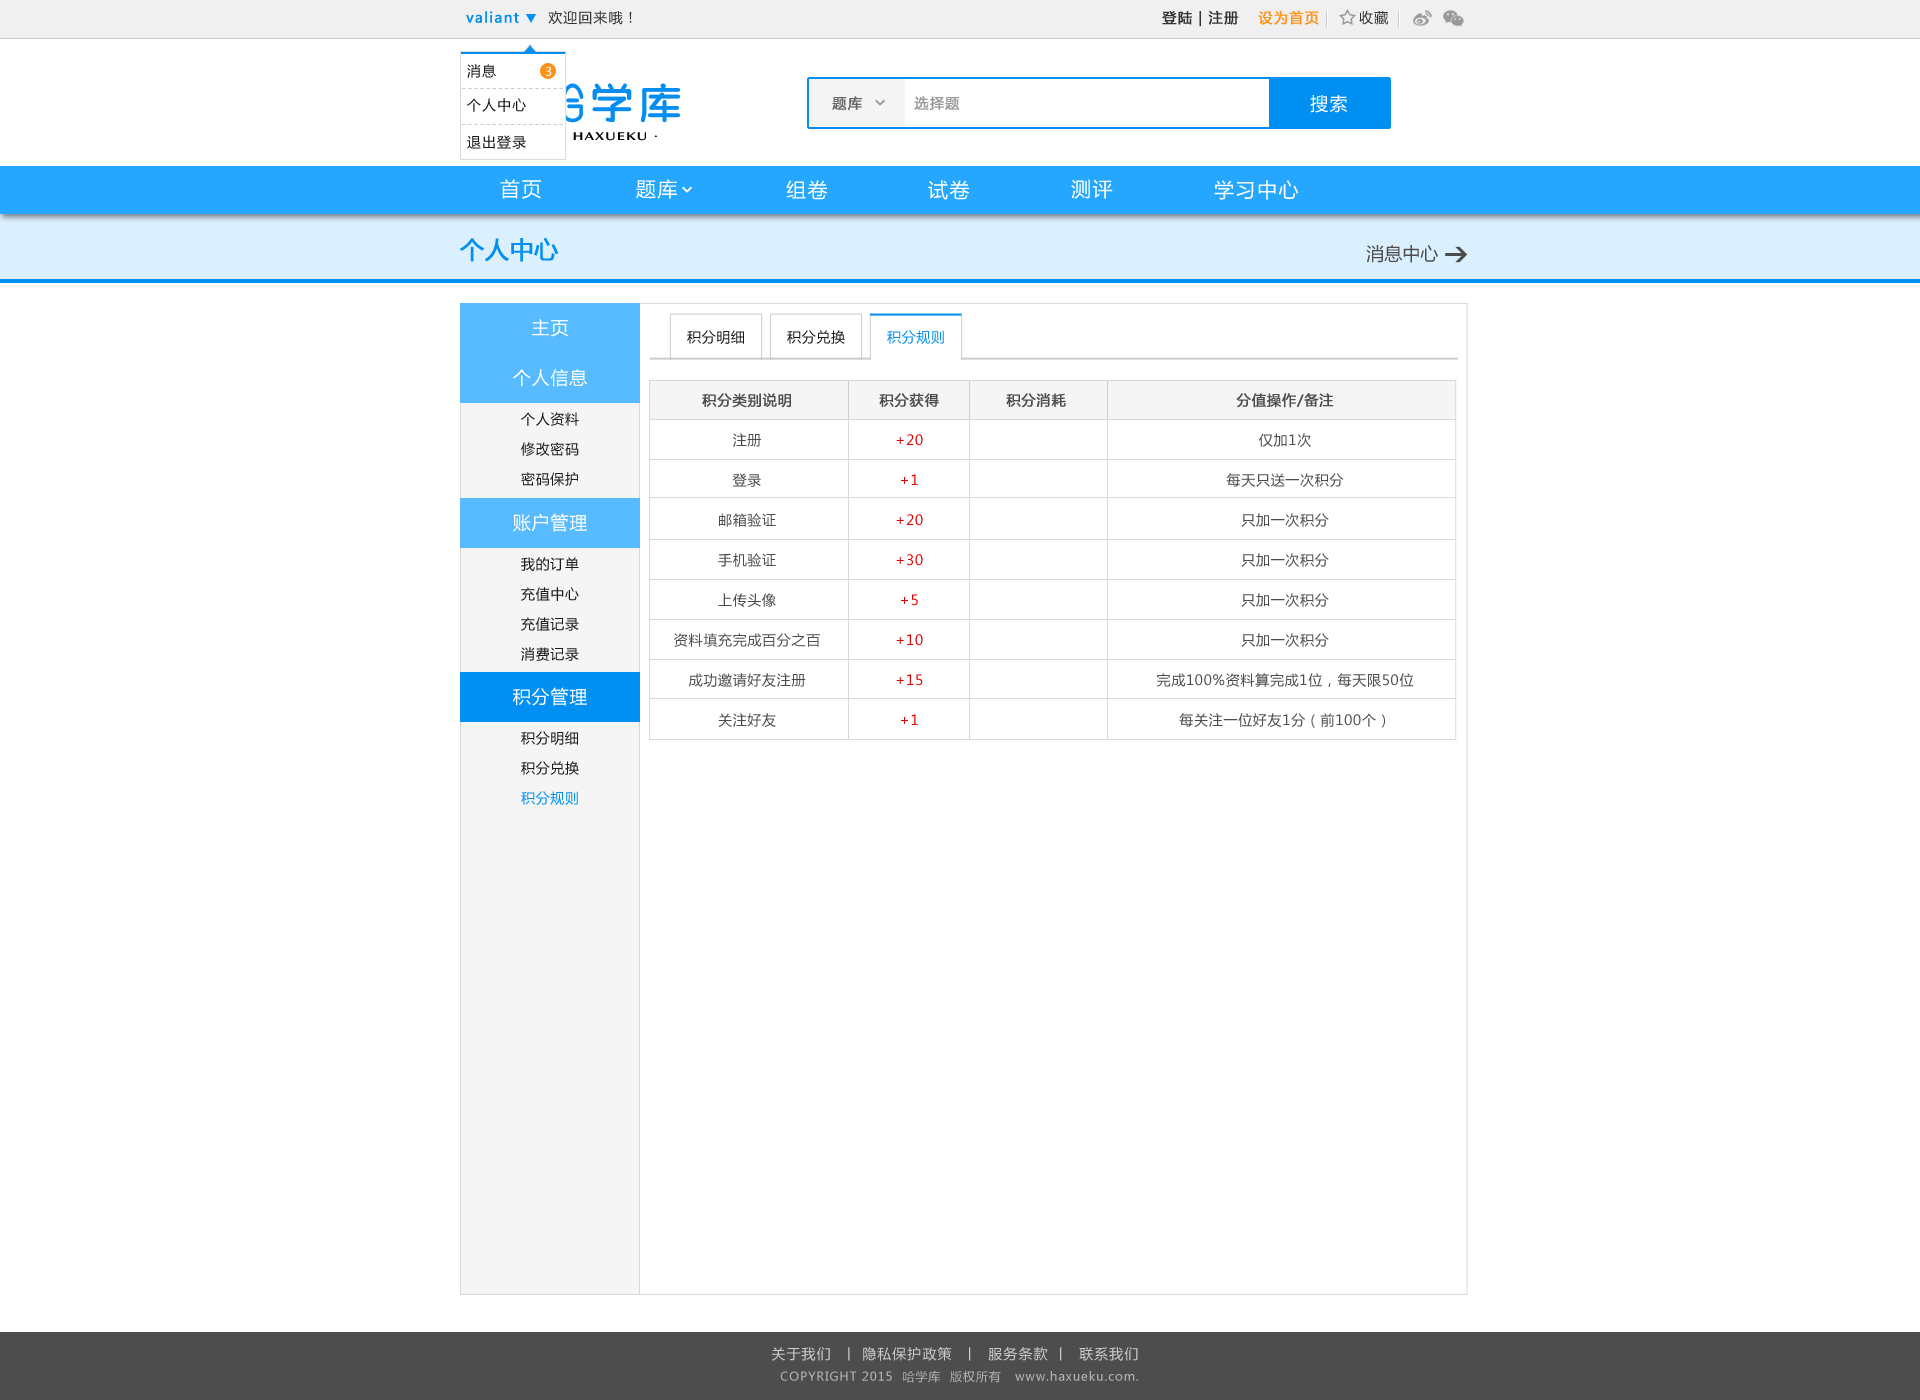 valiant ▼ 欢迎回来哦！
登陆 | 注册 设为首页 收藏
消息 3
个人中心
退出登录
哈学库
HAXUEKU ·
题库 选择题 搜索
首页 题库 组卷 试卷 测评 学习中心
个人中心 消息中心
主页
个人信息
个人资料
修改密码
密码保护
账户管理
我的订单
充值中心
充值记录
消费记录
积分管理
积分明细
积分兑换
积分规则
积分明细 积分兑换 积分规则
积分类别说明 积分获得 积分消耗 分值操作/备注
注册 +20 仅加1次
登录 +1 每天只送一次积分
邮箱验证 +20 只加一次积分
手机验证 +30 只加一次积分
上传头像 +5 只加一次积分
资料填充完成百分之百 +10 只加一次积分
成功邀请好友注册 +15 完成100%资料算完成1位，每天限50位
关注好友 +1 每关注一位好友1分（前100个）
关于我们 | 隐私保护政策 | 服务条款 | 联系我们
COPYRIGHT 2015 哈学库 版权所有 www.haxueku.com.